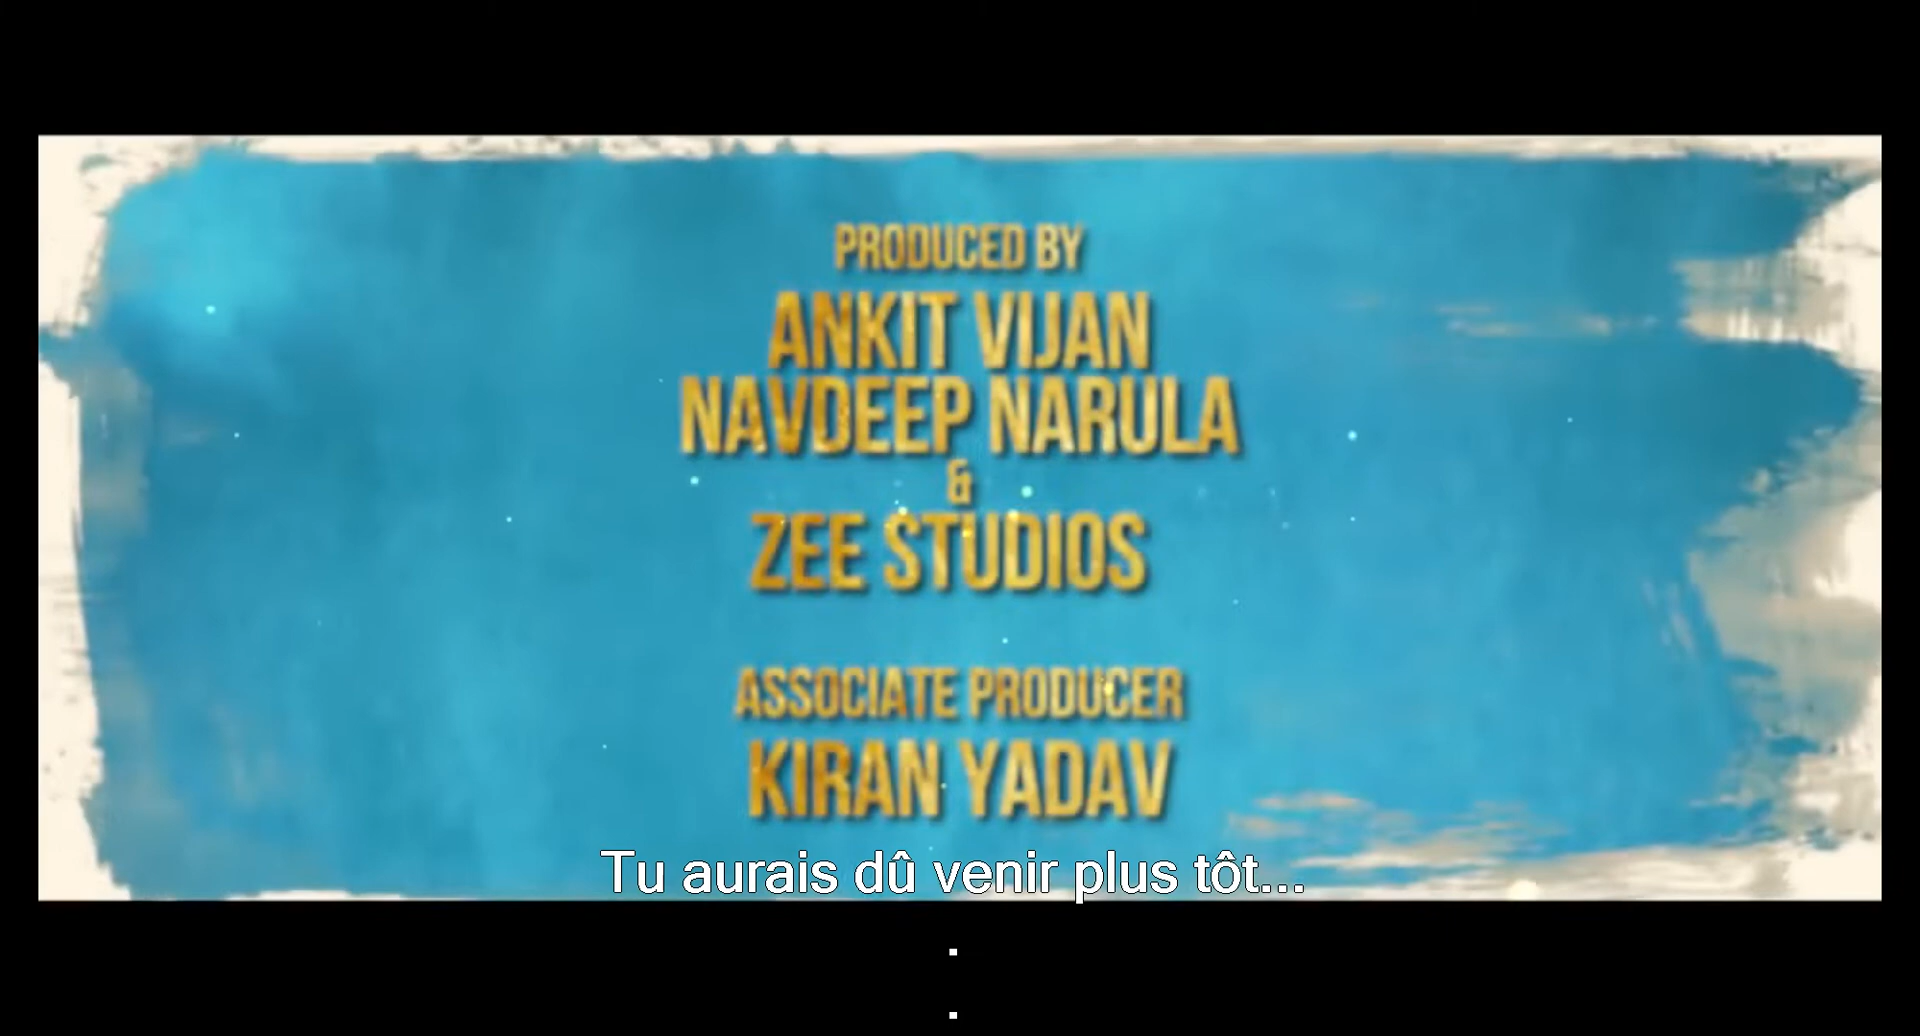 PRODUCED BY
ANKIT VIJAN
NAVDEEP NARULA
&
ZEE STUDIOS
ASSOCIATE PRODUCER
KIRAN YADAV
Tu aurais dû venir plus tôt...
.
.